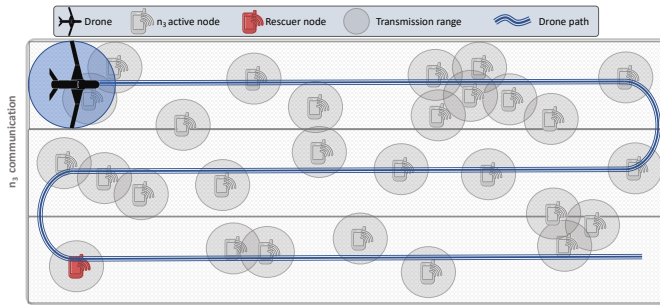 Drone
n3 active node
Rescuer node
Transmission range
Drone path
n3 communication